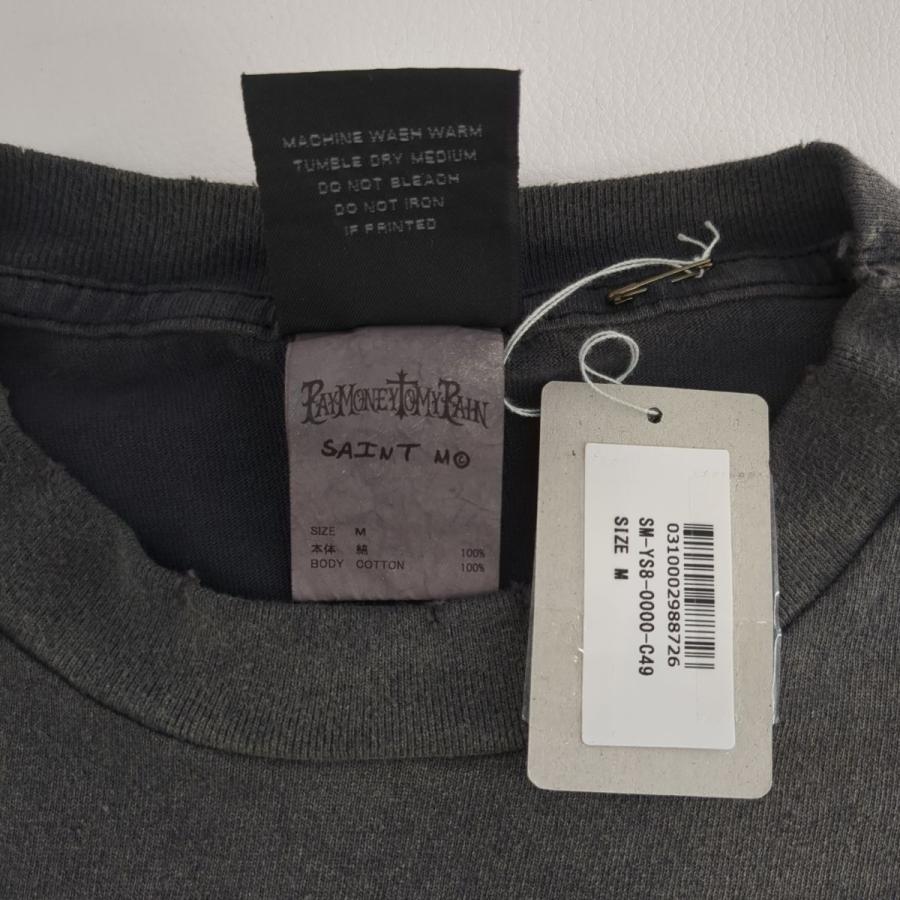 MACHINE WASH WARM
TUMBLE DRY MEDIUM
DO NOT BLEACH
DO NOT IRON
IF PRINTED
PAYMONEYTOMYPAIN
SAINT M©
SIZE M
本体 綿 100%
BODY COTTON 100%
0310002988726
SM-YS8-0000-C49
SIZE M